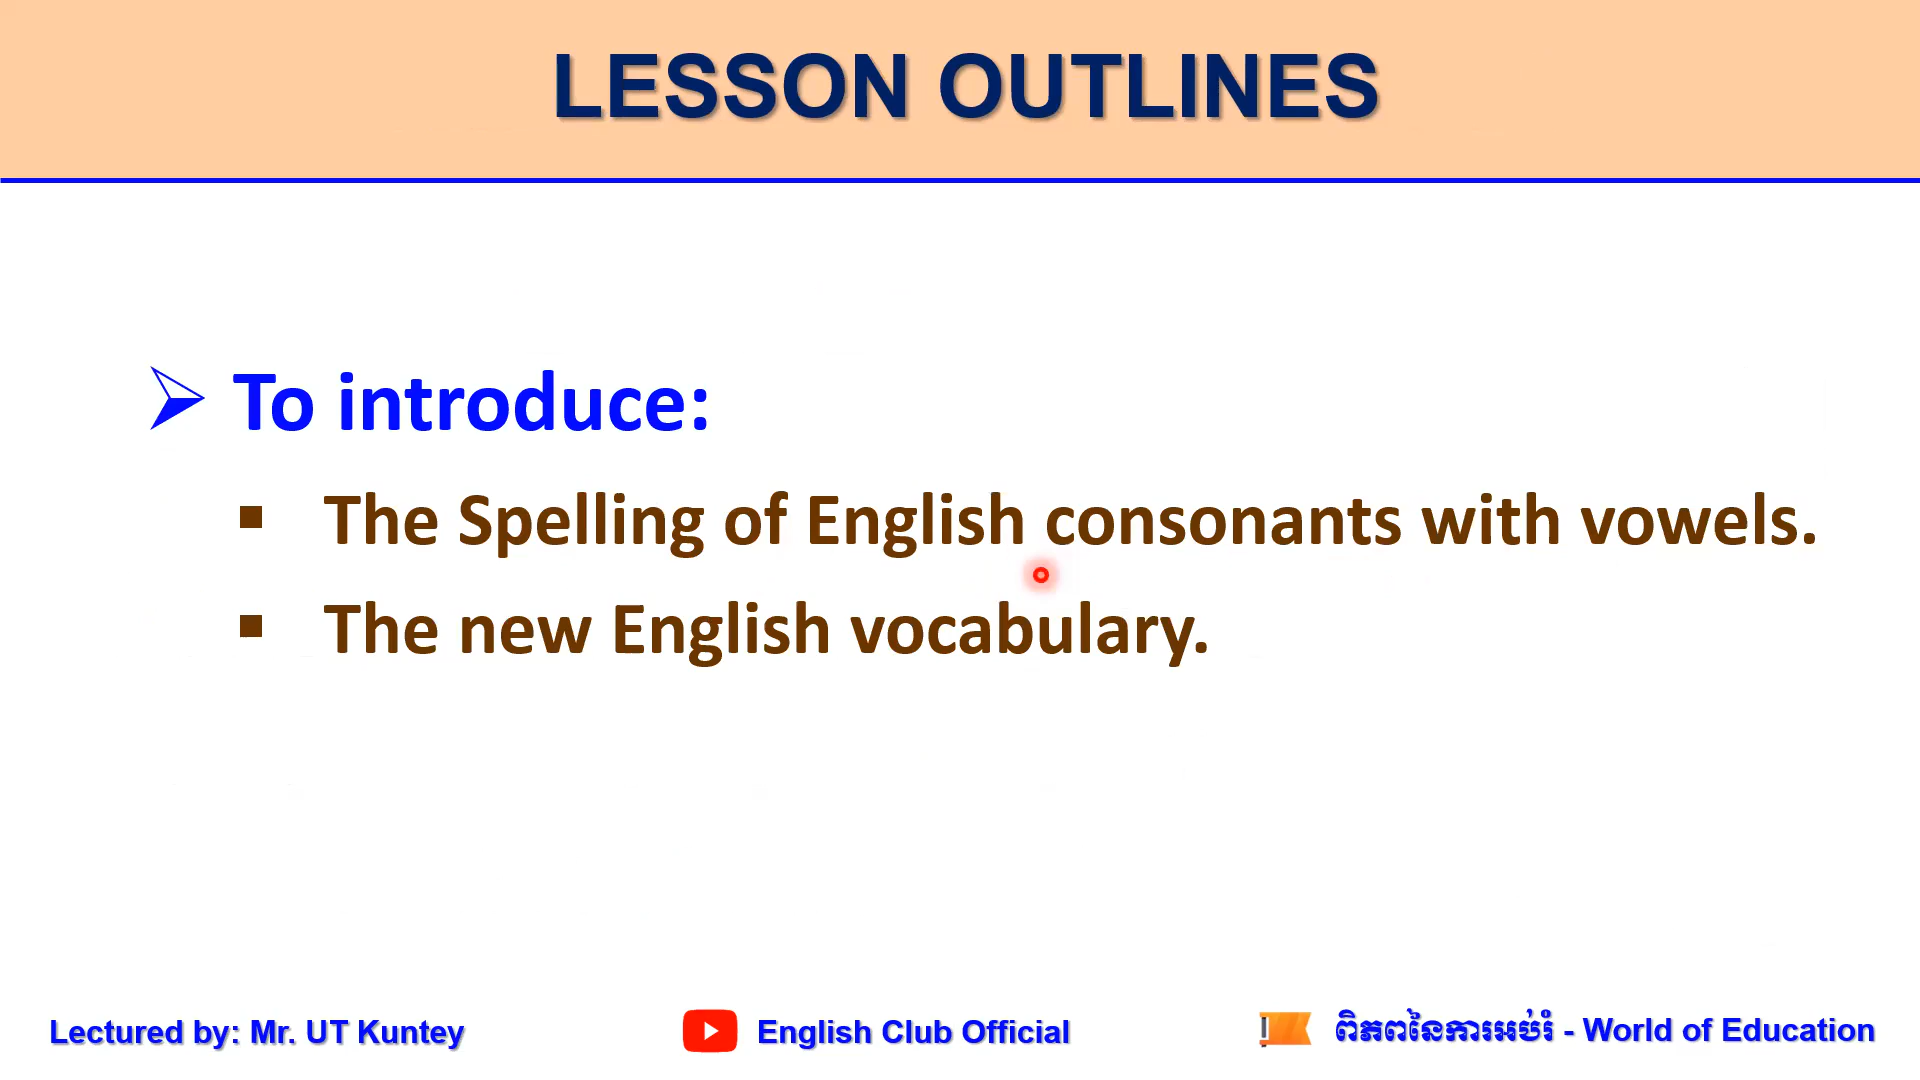 LESSON OUTLINES
To introduce:
The Spelling of English consonants with vowels.
The new English vocabulary.
Lectured by: Mr. UT Kuntey
English Club Official
ពិភពនៃការអប់រំ - World of Education